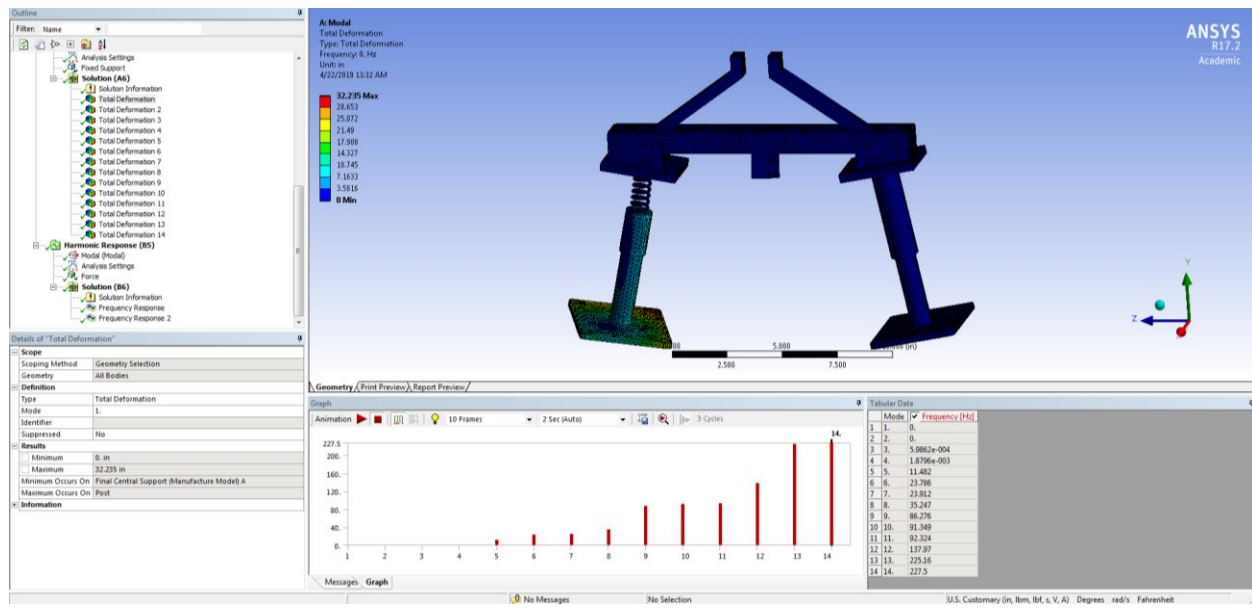 Outline
Filter: Name
Analysis Settings
Fixed Support
Solution (A6)
Solution Information
Total Deformation
Total Deformation 2
Total Deformation 3
Total Deformation 4
Total Deformation 5
Total Deformation 6
Total Deformation 7
Total Deformation 8
Total Deformation 9
Total Deformation 10
Total Deformation 11
Total Deformation 12
Total Deformation 13
Total Deformation 14
Harmonic Response (B5)
Modal (Modal)
Analysis Settings
Force
Solution (B6)
Solution Information
Frequency Response
Frequency Response 2
Details of "Total Deformation"
Scope
Scoping Method Geometry Selection
Geometry All Bodies
Definition
Type Total Deformation
Mode 1.
Identifier
Suppressed No
Results
Minimum 0. in
Maximum 32.235 in
Minimum Occurs On Final Central Support (Manufacture Model) A
Maximum Occurs On Post
Information
A: Modal
Total Deformation
Type: Total Deformation
Frequency: 0. Hz
Unit: in
4/22/2019 11:32 AM
32.235 Max
28.653
25.072
21.49
17.908
14.327
10.745
7.1633
3.5816
0 Min
ANSYS
R17.2
Academic
Y
Z
5.000
(in)
2.500 7.500
Geometry Print Preview Report Preview
Graph
Animation 10 Frames 2 Sec (Auto) 3 Cycles
14.
227.5
200.
160.
120.
80.
40.
0.
1 2 3 4 5 6 7 8 9 10 11 12 13 14
Messages Graph
Tabular Data
Mode Frequency [Hz]
1 1. 0.
2 2. 0.
3 3. 5.9862e-004
4 4. 1.8796e-003
5 5. 11.482
6 6. 23.786
7 7. 23.912
8 8. 35.247
9 9. 86.276
10 10. 91.349
11 11. 92.324
12 12. 137.97
13 13. 225.16
14 14. 227.5
No Messages No Selection U.S. Customary (in, lbm, lbf, s, V, A) Degrees rad/s Fahrenheit